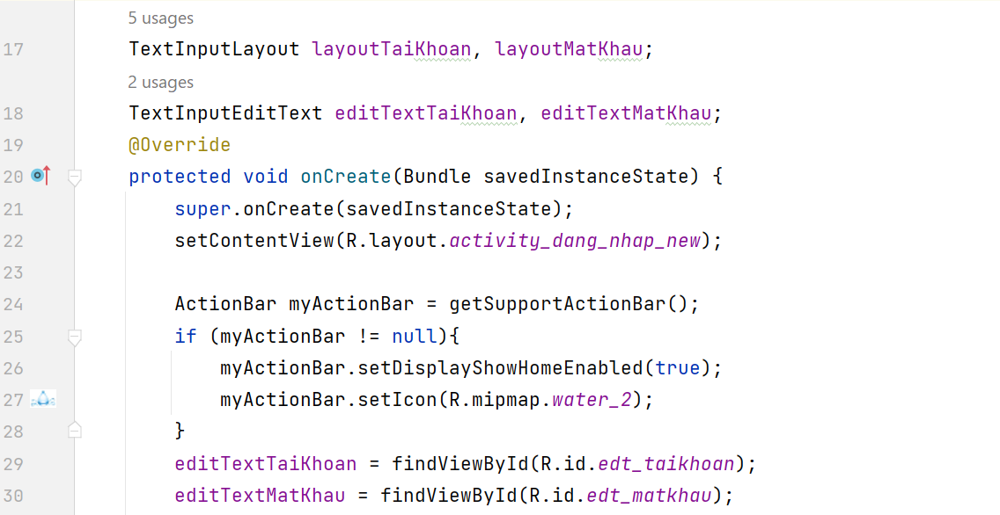 5 usages
17 TextInputLayout layoutTaiKhoan, layoutMatKhau;
2 usages
18 TextInputEditText editTextTaiKhoan, editTextMatKhau;
19 @Override
20 protected void onCreate(Bundle savedInstanceState) {
21 super.onCreate(savedInstanceState);
22 setContentView(R.layout.activity_dang_nhap_new);
23
24 ActionBar myActionBar = getSupportActionBar();
25 if (myActionBar != null){
26 myActionBar.setDisplayShowHomeEnabled(true);
27 myActionBar.setIcon(R.mipmap.water_2);
28 }
29 editTextTaiKhoan = findViewById(R.id.edt_taikhoan);
30 editTextMatKhau = findViewById(R.id.edt_matkhau);